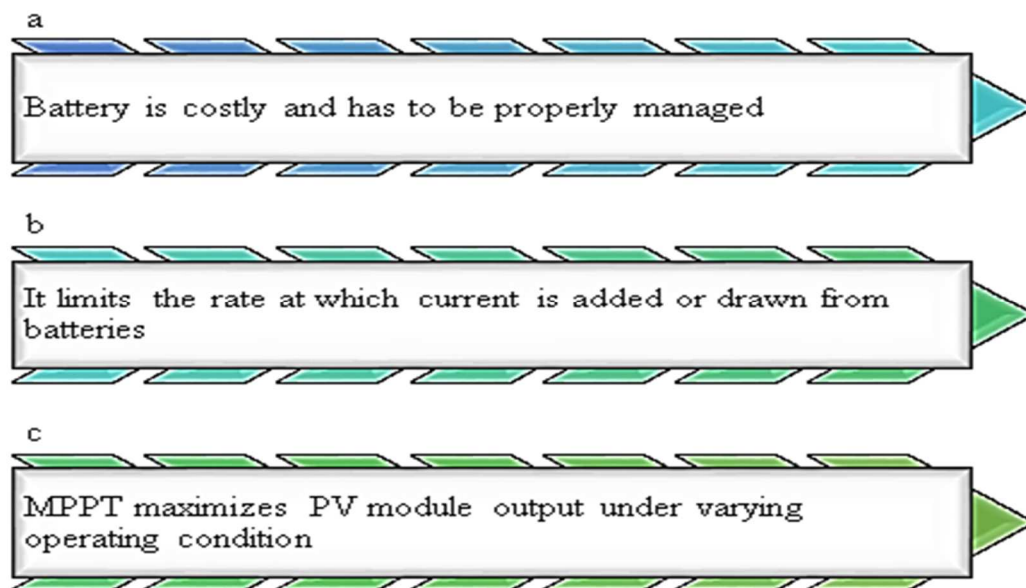 a
Battery is costly and has to be properly managed
b
It limits the rate at which current is added or drawn from
batteries
c
MPPT maximizes PV module output under varying
operating condition